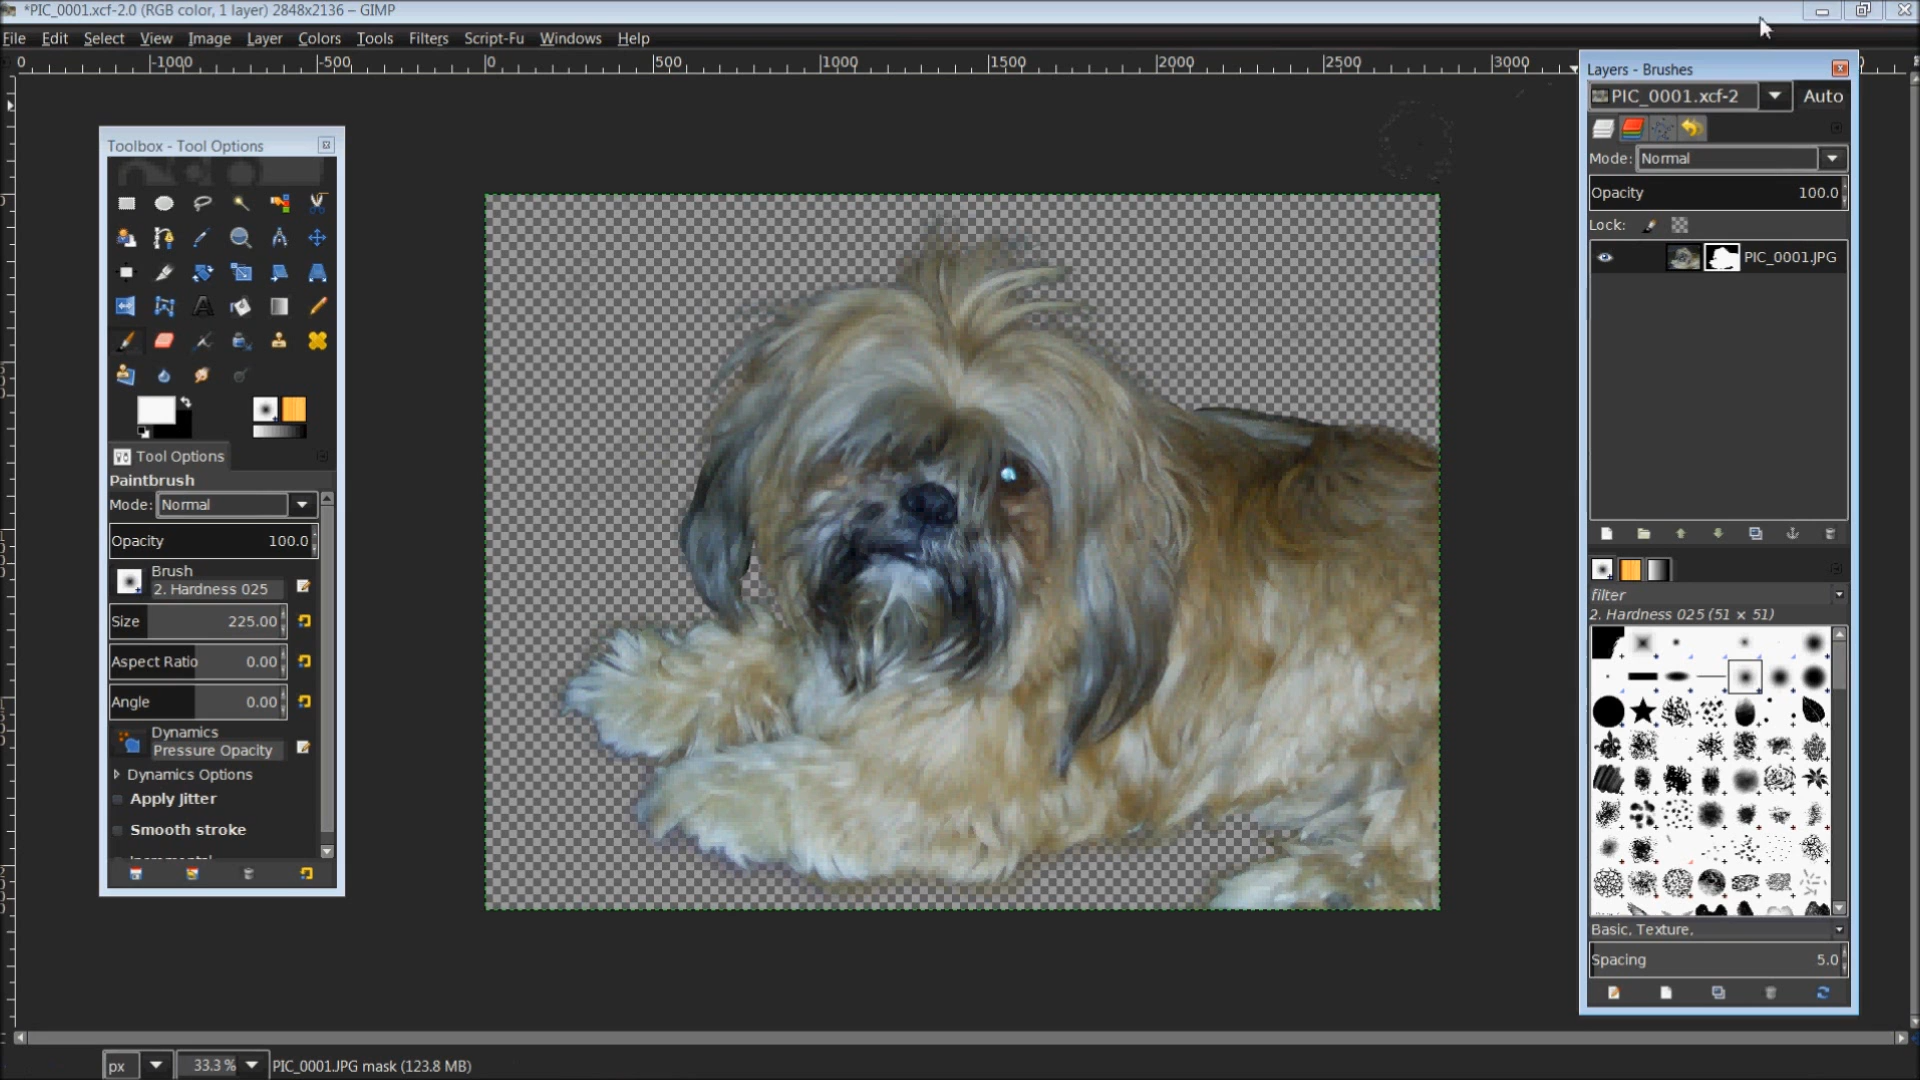 *PIC_0001.xcf-2.0 (RGB color, 1 layer) 2848x2136 – GIMP
File Edit Select View Image Layer Colors Tools Filters Script-Fu Windows Help
0 -1000 -500 0 500 1000 1500 2000 2500 3000
Toolbox - Tool Options
Tool Options
Paintbrush
Mode: Normal
Opacity 100.0
Brush
2. Hardness 025
Size 225.00
Aspect Ratio 0.00
Angle 0.00
Dynamics
Pressure Opacity
Dynamics Options
Apply Jitter
Smooth stroke
Layers - Brushes
PIC_0001.xcf-2 Auto
Mode: Normal
Opacity 100.0
Lock:
PIC_0001.JPG
filter
2. Hardness 025 (51 × 51)
Basic, Texture,
Spacing 5.0
px 33.3 % PIC_0001.JPG mask (123.8 MB)